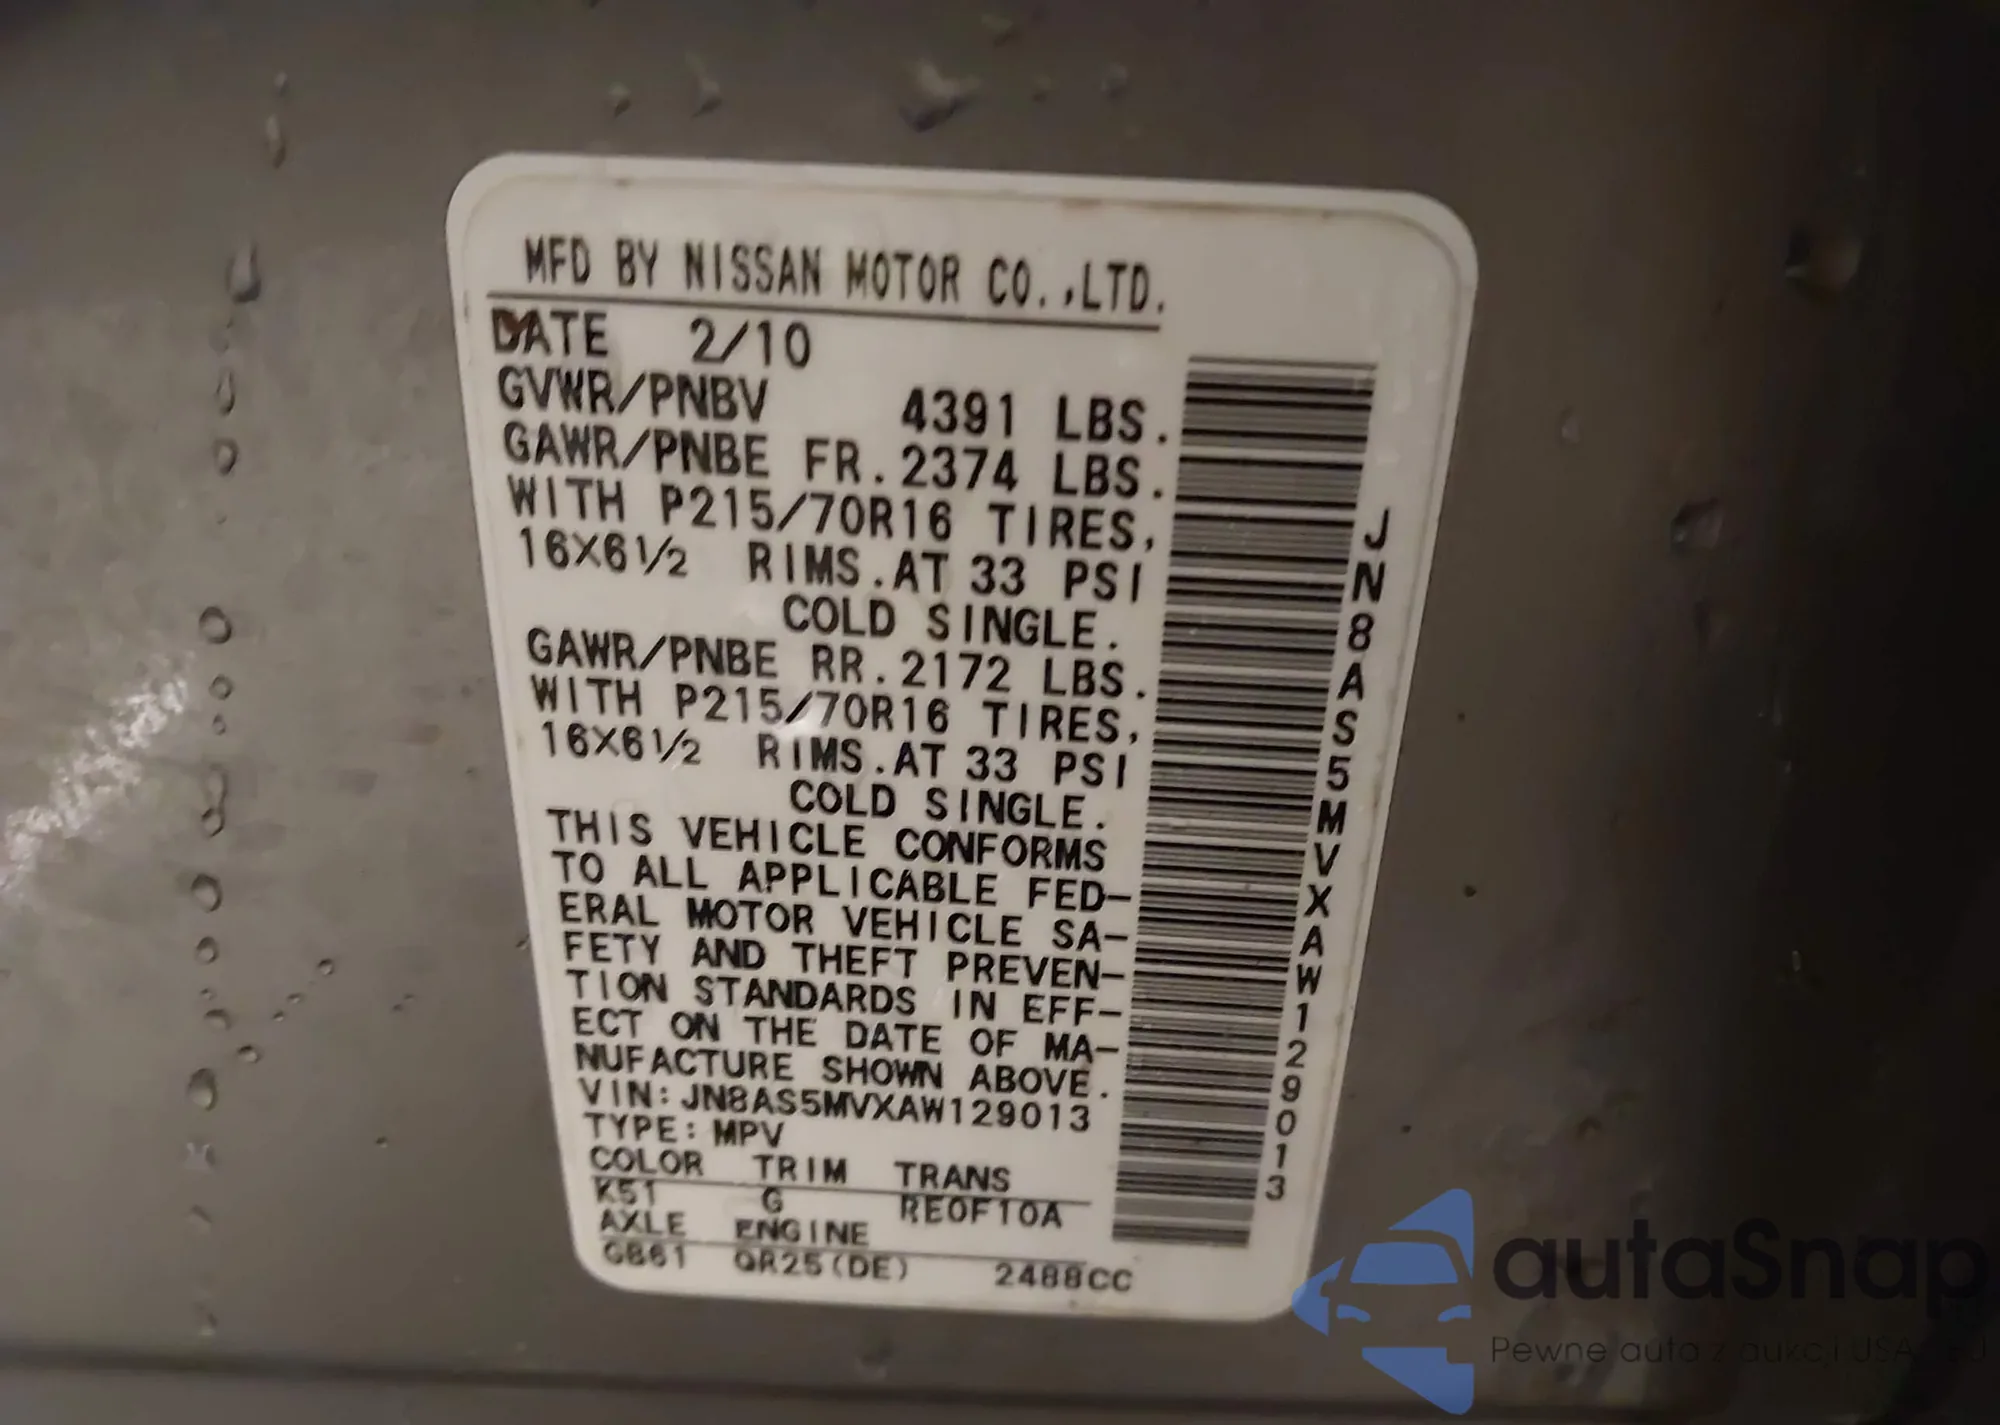 MFD BY NISSAN MOTOR CO.,LTD.
DATE 2/10
GVWR/PNBV 4391 LBS.
GAWR/PNBE FR.2374 LBS.
WITH P215/70R16 TIRES,
16X6½ RIMS.AT 33 PSI
COLD SINGLE.
GAWR/PNBE RR.2172 LBS.
WITH P215/70R16 TIRES,
16X6½ RIMS.AT 33 PSI
COLD SINGLE.
THIS VEHICLE CONFORMS
TO ALL APPLICABLE FED-
ERAL MOTOR VEHICLE SA-
FETY AND THEFT PREVEN-
TION STANDARDS IN EFF-
ECT ON THE DATE OF MA-
NUFACTURE SHOWN ABOVE.
VIN:JN8AS5MVXAW129013
TYPE:MPV
COLOR TRIM TRANS
K51 G RE0F10A
AXLE ENGINE
GB61 QR25(DE) 2488CC
JN8AS5MVXAW129013
autaSnap
Pewne auta z aukcji USA